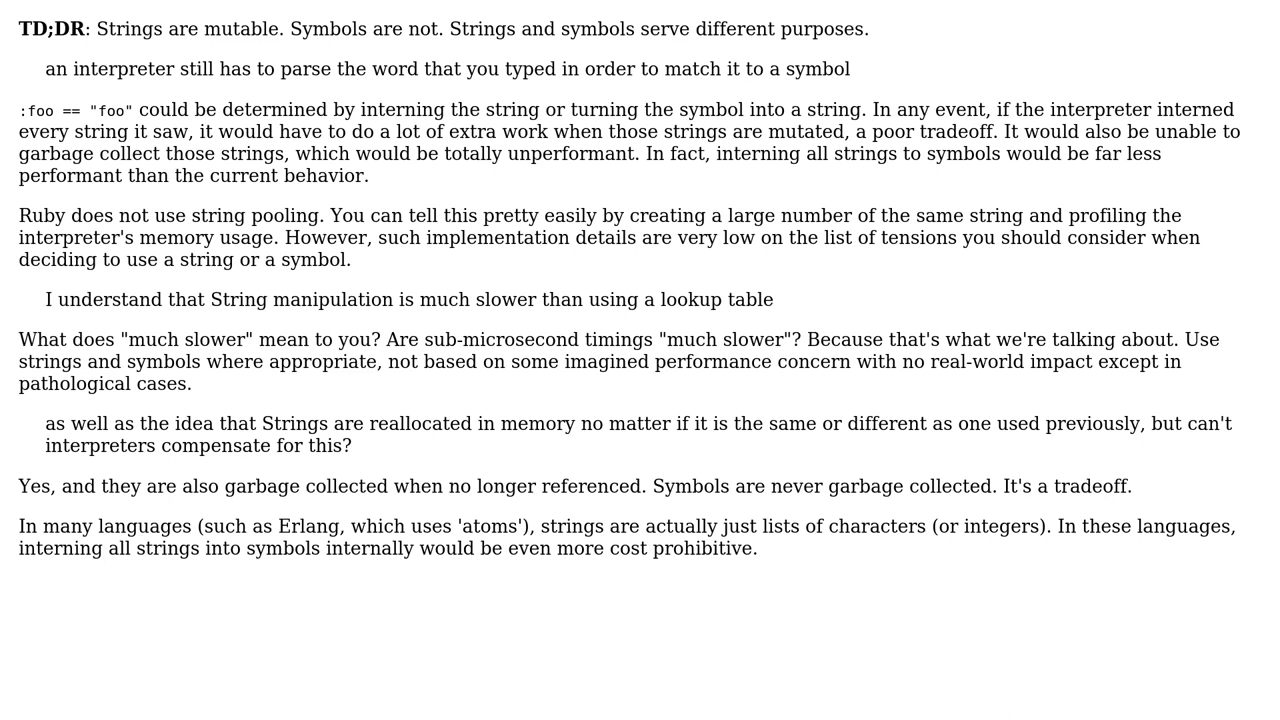 TD;DR: Strings are mutable. Symbols are not. Strings and symbols serve different purposes.
an interpreter still has to parse the word that you typed in order to match it to a symbol
:foo == "foo" could be determined by interning the string or turning the symbol into a string. In any event, if the interpreter interned
every string it saw, it would have to do a lot of extra work when those strings are mutated, a poor tradeoff. It would also be unable to
garbage collect those strings, which would be totally unperformant. In fact, interning all strings to symbols would be far less
performant than the current behavior.
Ruby does not use string pooling. You can tell this pretty easily by creating a large number of the same string and profiling the
interpreter's memory usage. However, such implementation details are very low on the list of tensions you should consider when
deciding to use a string or a symbol.
I understand that String manipulation is much slower than using a lookup table
What does "much slower" mean to you? Are sub-microsecond timings "much slower"? Because that's what we're talking about. Use
strings and symbols where appropriate, not based on some imagined performance concern with no real-world impact except in
pathological cases.
as well as the idea that Strings are reallocated in memory no matter if it is the same or different as one used previously, but can't
interpreters compensate for this?
Yes, and they are also garbage collected when no longer referenced. Symbols are never garbage collected. It's a tradeoff.
In many languages (such as Erlang, which uses 'atoms'), strings are actually just lists of characters (or integers). In these languages,
interning all strings into symbols internally would be even more cost prohibitive.